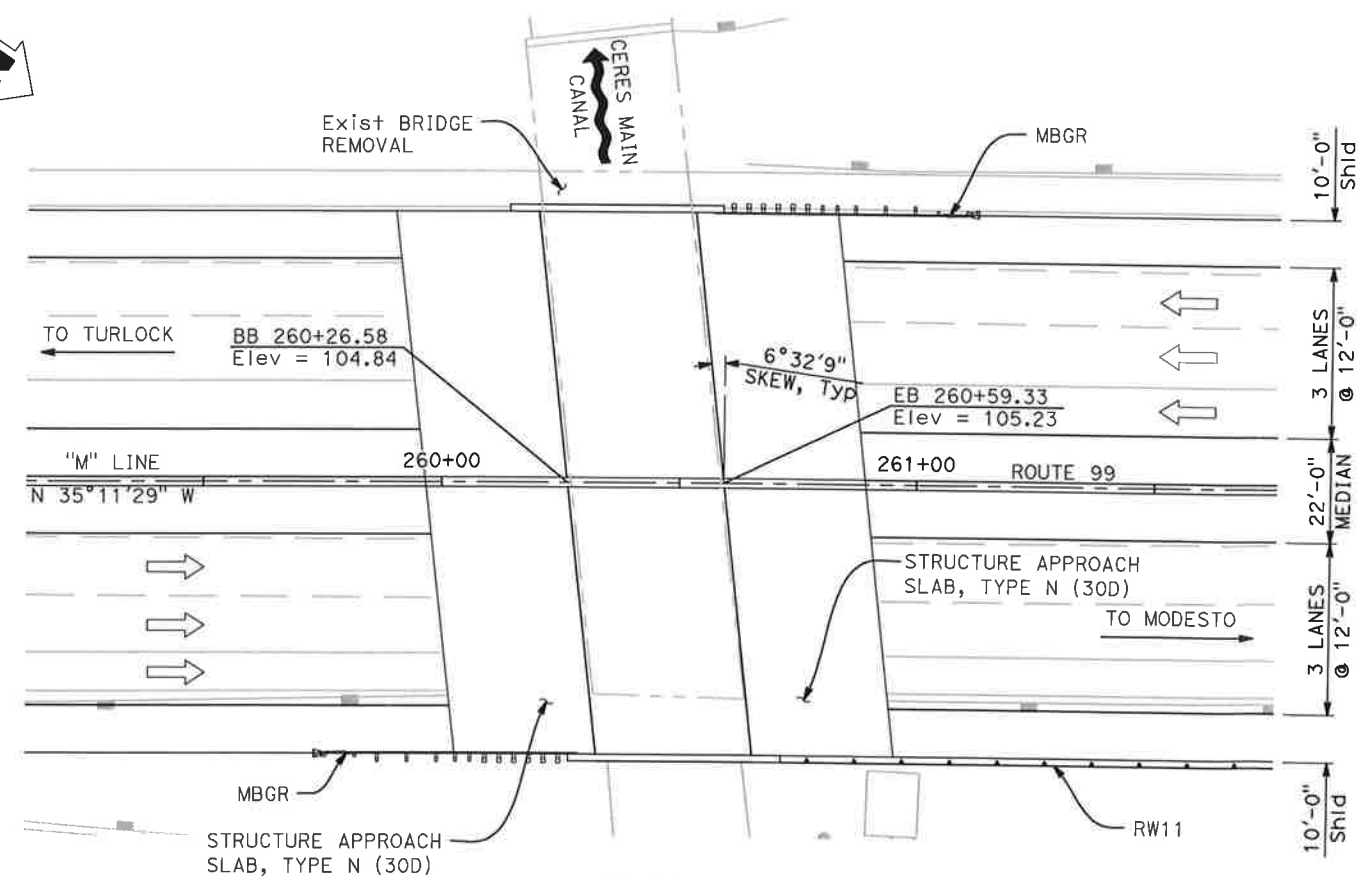 CERES MAIN
CANAL
Exist BRIDGE
REMOVAL
MBGR
10'-0"
Shld
TO TURLOCK
BB 260+26.58
Elev = 104.84
6°32'9"
SKEW, Typ
EB 260+59.33
Elev = 105.23
3 LANES
@ 12'-0"
"M" LINE
N 35°11'29" W
260+00
261+00
ROUTE 99
22'-0"
MEDIAN
STRUCTURE APPROACH
SLAB, TYPE N (30D)
TO MODESTO
3 LANES
@ 12'-0"
MBGR
STRUCTURE APPROACH
SLAB, TYPE N (30D)
RW11
10'-0"
Shld